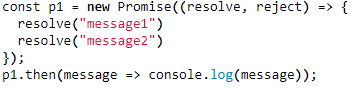 const p1 = new Promise((resolve, reject) => {
  resolve("message1")
  resolve("message2")
});
p1.then(message => console.log(message));